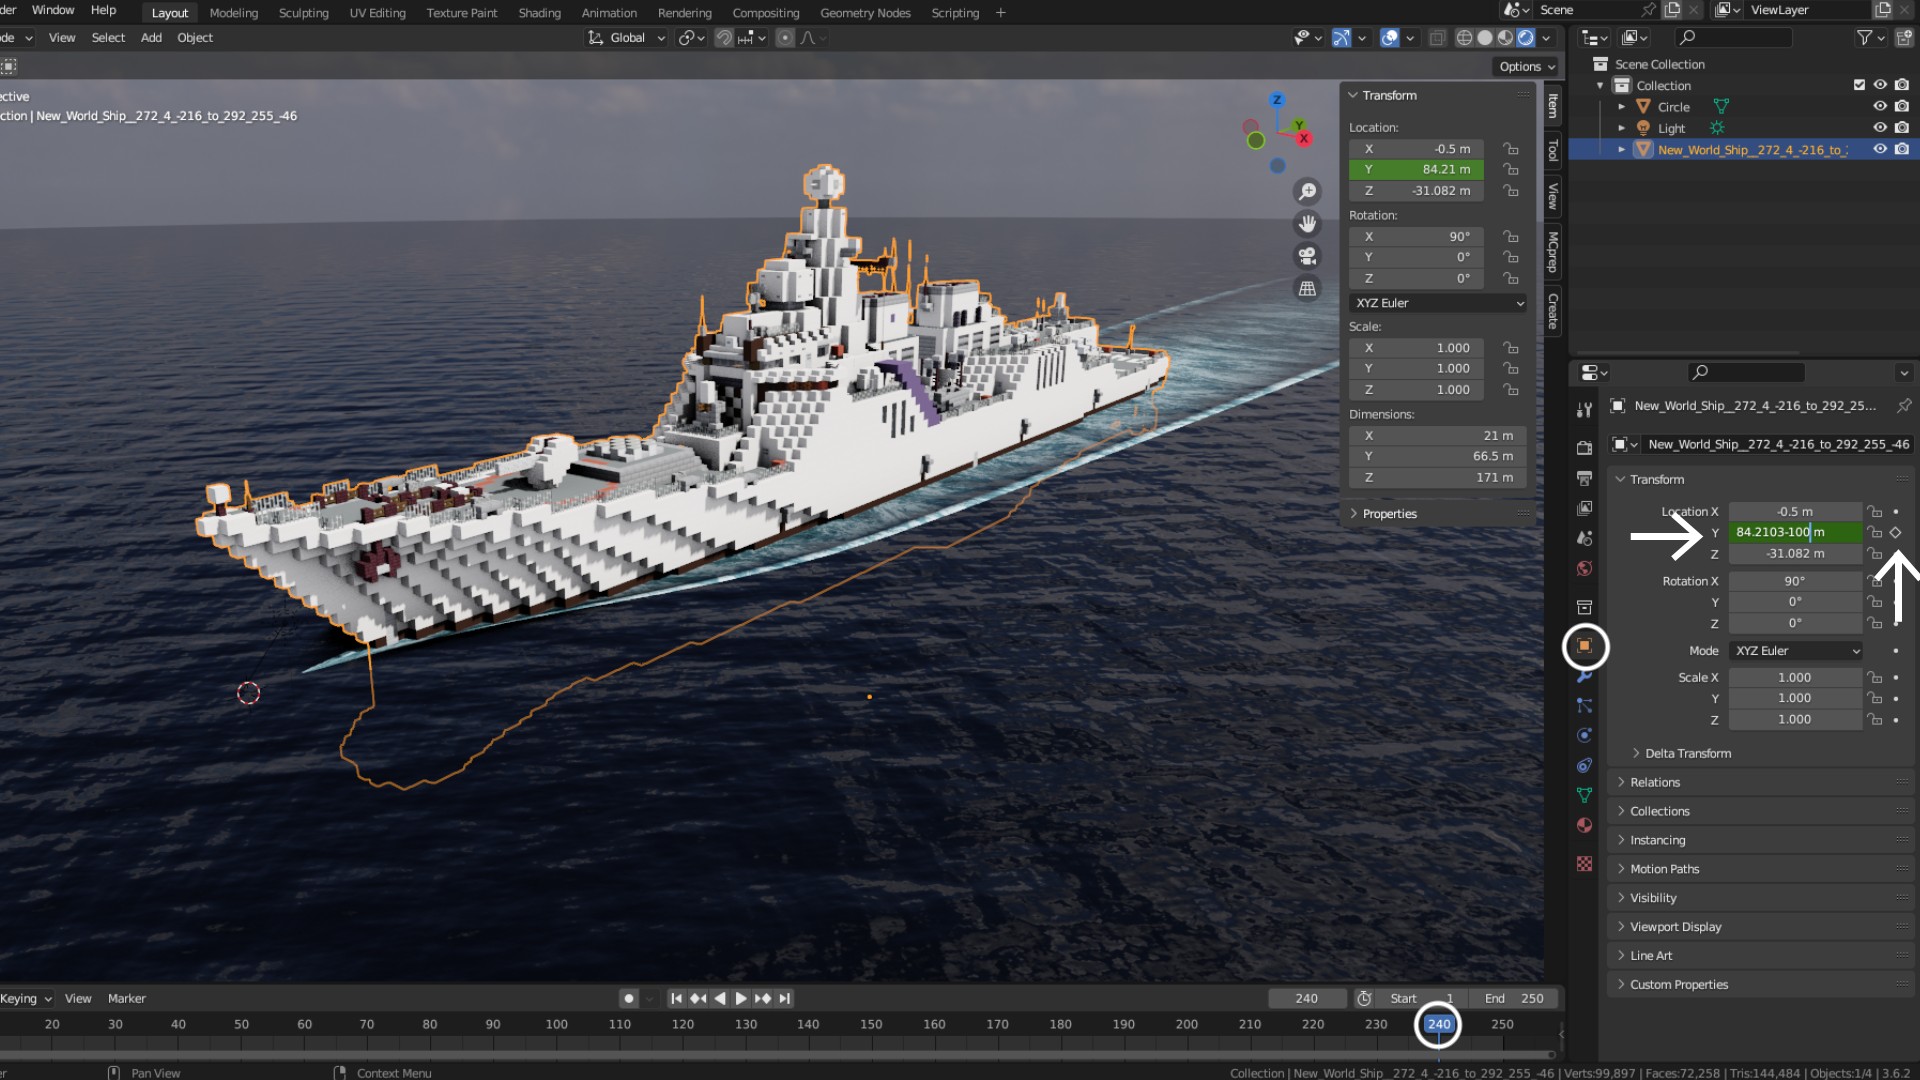 der Window Help Layout Modeling Sculpting UV Editing Texture Paint Shading Animation Rendering Compositing Geometry Nodes Scripting + Scene ViewLayer
de View Select Add Object Global
Options
ctive
ction | New_World_Ship__272_4_-216_to_292_255_-46
Z
Y
X
Transform
Location:
X -0.5 m
Y 84.21 m
Z -31.082 m
Rotation:
X 90°
Y 0°
Z 0°
XYZ Euler
Scale:
X 1.000
Y 1.000
Z 1.000
Dimensions:
X 21 m
Y 66.5 m
Z 171 m
Properties
Item
Tool
View
MCprep
Create
Scene Collection
Collection
Circle
Light
New_World_Ship__272_4_-216_to_
New_World_Ship__272_4_-216_to_292_25...
New_World_Ship__272_4_-216_to_292_255_-46
Transform
Location X -0.5 m
Y 84.2103-100 m
Z -31.082 m
Rotation X 90°
Y 0°
Z 0°
Mode XYZ Euler
Scale X 1.000
Y 1.000
Z 1.000
Delta Transform
Relations
Collections
Instancing
Motion Paths
Visibility
Viewport Display
Line Art
Custom Properties
Keying View Marker 240 Start 1 End 250
20 30 40 50 60 70 80 90 100 110 120 130 140 150 160 170 180 190 200 210 220 230 240 250
er Pan View Context Menu Collection | New_World_Ship__272_4_-216_to_292_255_-46 | Verts:99,897 | Faces:72,258 | Tris:144,484 | Objects:1/4 | 3.6.2